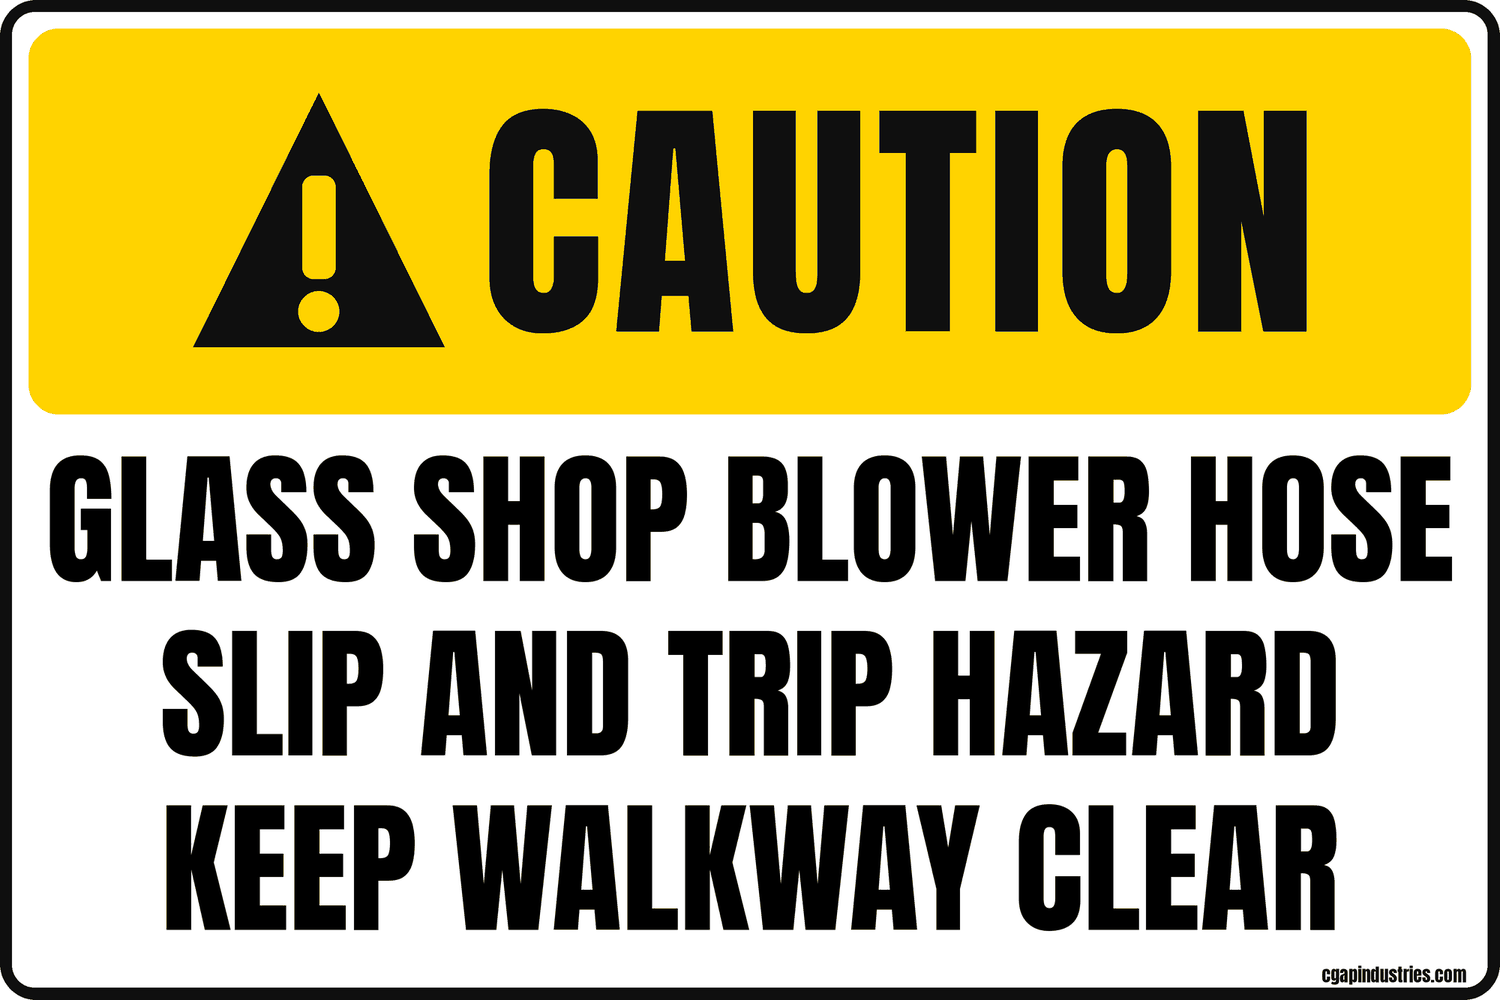 CAUTION
GLASS SHOP BLOWER HOSE
SLIP AND TRIP HAZARD
KEEP WALKWAY CLEAR
cgapindustries.com